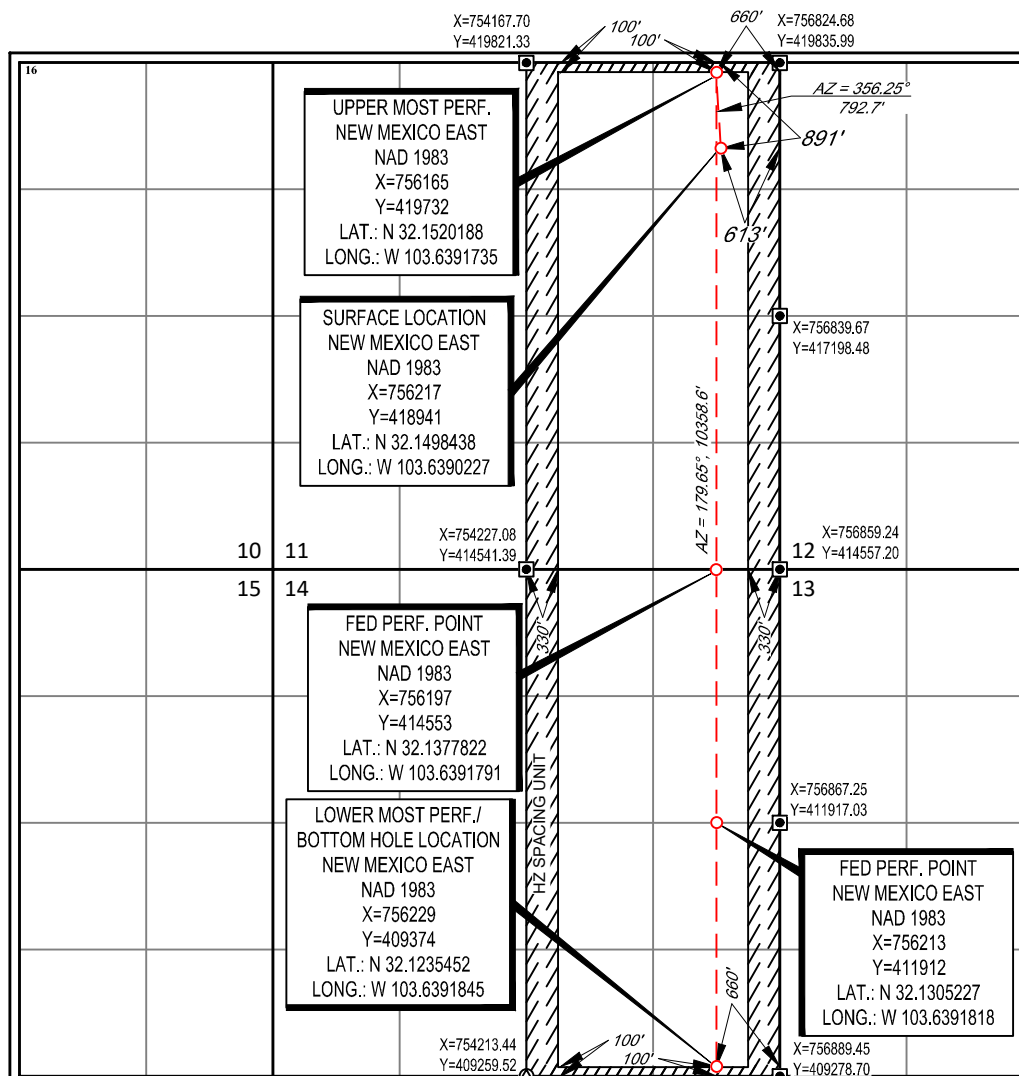 X=754167.70
Y=419821.33
100'
100'
660'
X=756824.68
Y=419835.99
16
AZ = 356.25°
792.7'
891'
613'
UPPER MOST PERF.
NEW MEXICO EAST
NAD 1983
X=756165
Y=419732
LAT.: N 32.1520188
LONG.: W 103.6391735
SURFACE LOCATION
NEW MEXICO EAST
NAD 1983
X=756217
Y=418941
LAT.: N 32.1498438
LONG.: W 103.6390227
X=756839.67
Y=417198.48
AZ = 179.65°, 10358.6'
X=754227.08
Y=414541.39
X=756859.24
Y=414557.20
10 11
12
15 14
13
330'
330'
FED PERF. POINT
NEW MEXICO EAST
NAD 1983
X=756197
Y=414553
LAT.: N 32.1377822
LONG.: W 103.6391791
HZ SPACING UNIT
X=756867.25
Y=411917.03
LOWER MOST PERF./
BOTTOM HOLE LOCATION
NEW MEXICO EAST
NAD 1983
X=756229
Y=409374
LAT.: N 32.1235452
LONG.: W 103.6391845
FED PERF. POINT
NEW MEXICO EAST
NAD 1983
X=756213
Y=411912
LAT.: N 32.1305227
LONG.: W 103.6391818
660'
X=754213.44
Y=409259.52
100'
100'
X=756889.45
Y=409278.70